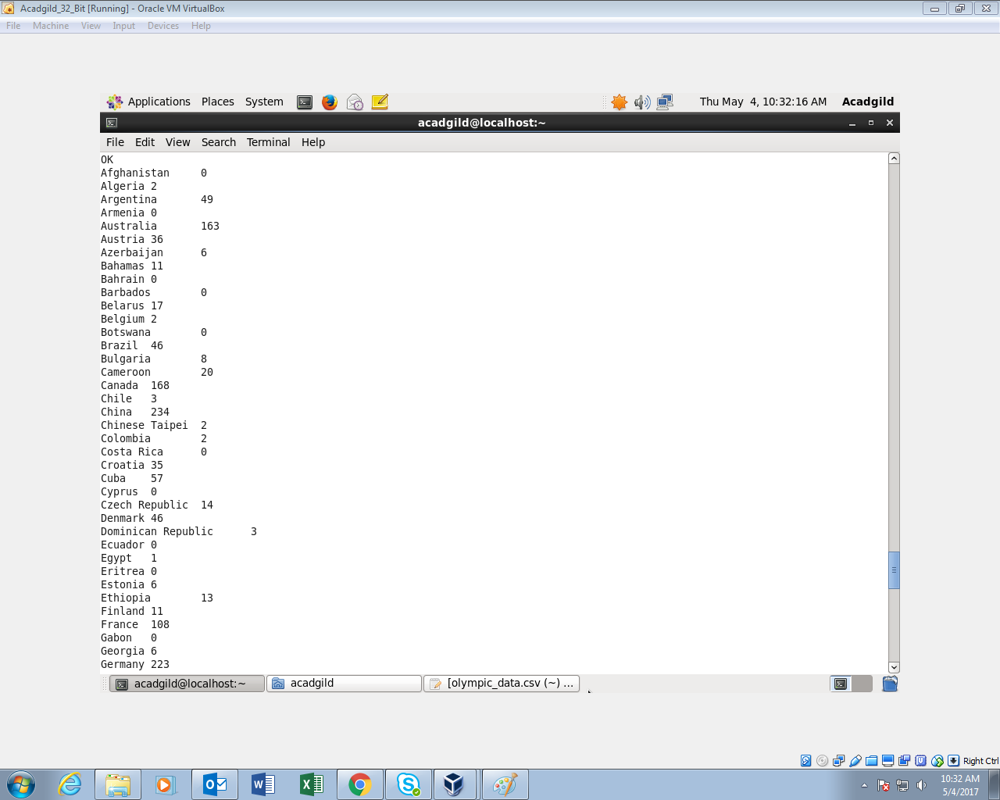 Acadgild_32_Bit [Running] - Oracle VM VirtualBox
File Machine View Input Devices Help
Applications Places System Thu May 4, 10:32:16 AM Acadgild
acadgild@localhost:~
File Edit View Search Terminal Help
OK
Afghanistan 0
Algeria 2
Argentina 49
Armenia 0
Australia 163
Austria 36
Azerbaijan 6
Bahamas 11
Bahrain 0
Barbados 0
Belarus 17
Belgium 2
Botswana 0
Brazil 46
Bulgaria 8
Cameroon 20
Canada 168
Chile 3
China 234
Chinese Taipei 2
Colombia 2
Costa Rica 0
Croatia 35
Cuba 57
Cyprus 0
Czech Republic 14
Denmark 46
Dominican Republic 3
Ecuador 0
Egypt 1
Eritrea 0
Estonia 6
Ethiopia 13
Finland 11
France 108
Gabon 0
Georgia 6
Germany 223
acadgild@localhost:~ acadgild [olympic_data.csv (~) ...
Right Ctrl
10:32 AM
5/4/2017